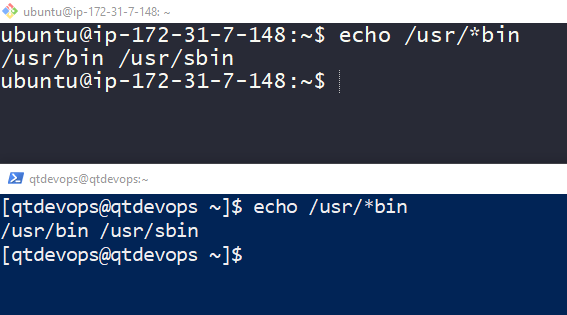 ubuntu@ip-172-31-7-148: ~
ubuntu@ip-172-31-7-148:~$ echo /usr/*bin
/usr/bin /usr/sbin
ubuntu@ip-172-31-7-148:~$
qtdevops@qtdevops:~
[qtdevops@qtdevops ~]$ echo /usr/*bin
/usr/bin /usr/sbin
[qtdevops@qtdevops ~]$